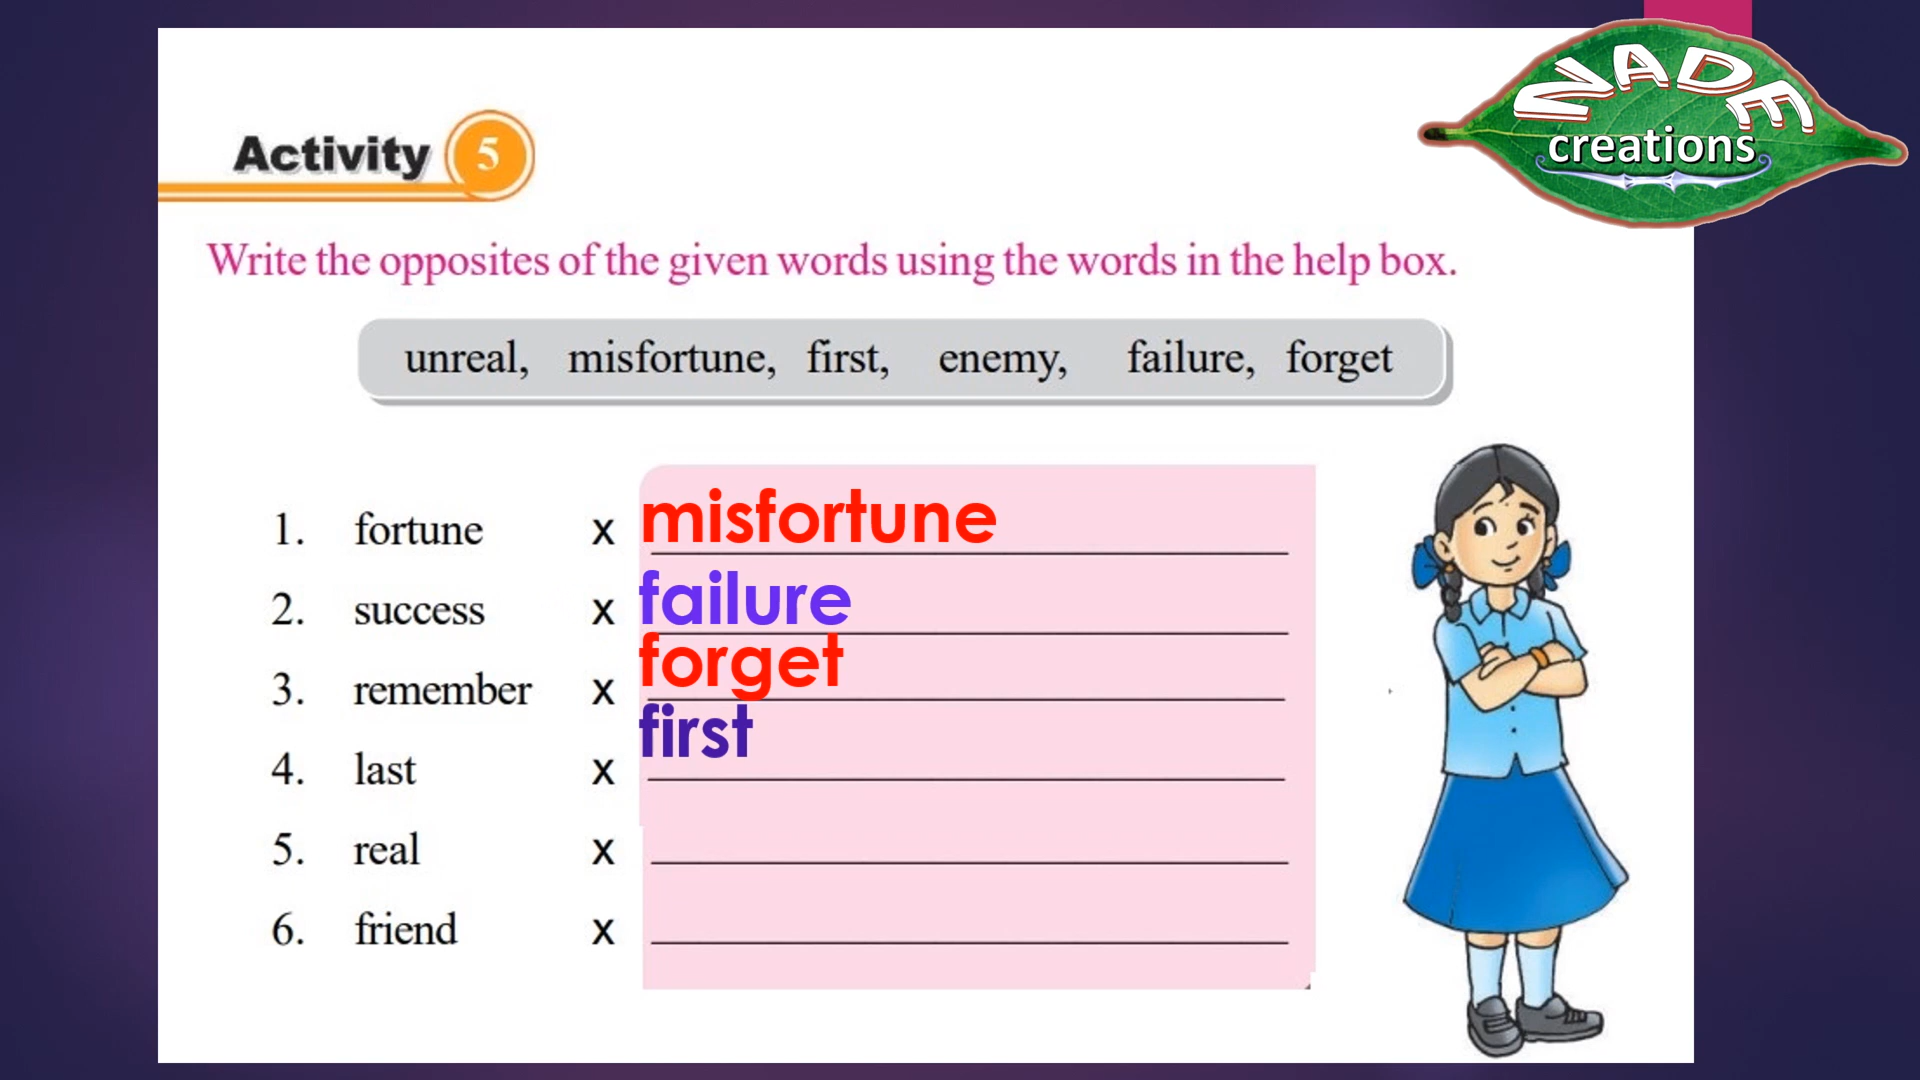 NADE
creations
Activity 5
Write the opposites of the given words using the words in the help box.
unreal, misfortune, first, enemy, failure, forget
1. fortune x misfortune
2. success x failure
3. remember x forget
4. last x first
5. real x
6. friend x